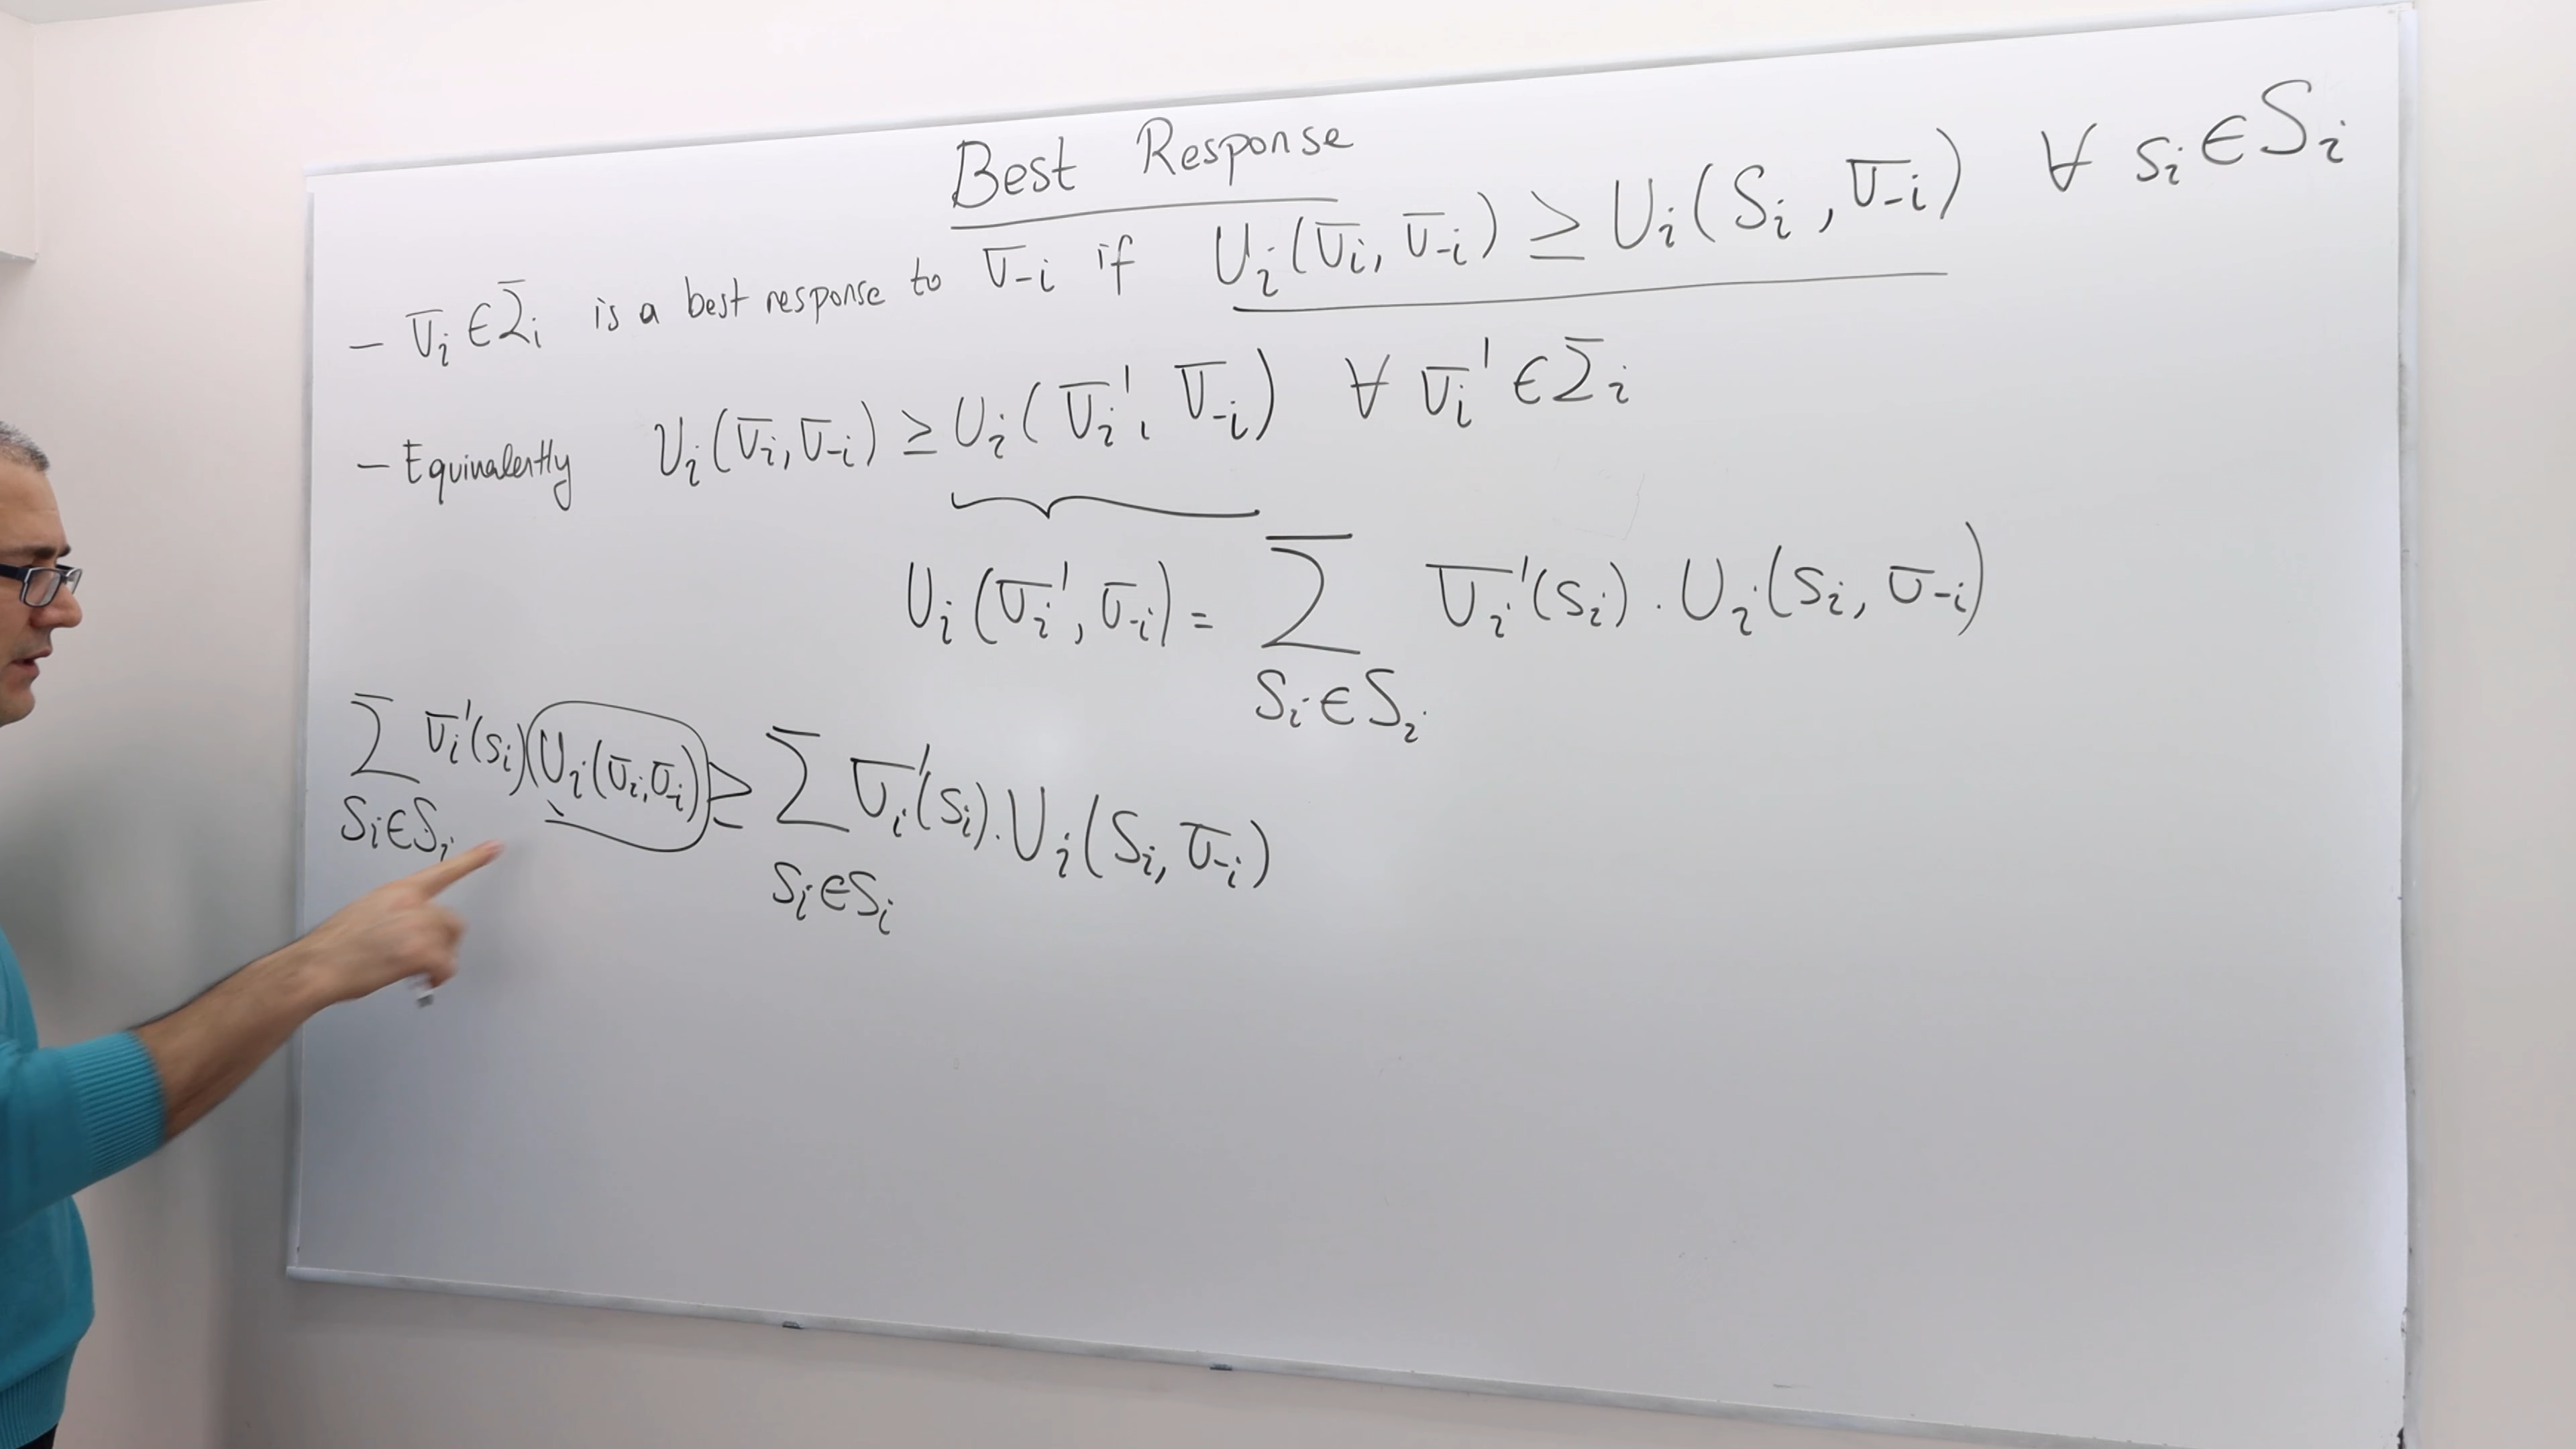 Best Response
– σi ∈ Σi is a best response to σ-i if Ui(σi, σ-i) ≥ Ui(Si, σ-i) ∀ si ∈ Si
– Equivalently Ui(σi, σ-i) ≥ Ui(σi', σ-i) ∀ σi' ∈ Σi
Ui(σi', σ-i) = ∑ σi'(si) · Ui(si, σ-i)
Si ∈ Si
∑ σi'(si)(Ui(σi, σ-i) ≥ ∑ σi'(si) · Ui(Si, σ-i)
Si ∈ Si Si ∈ Si